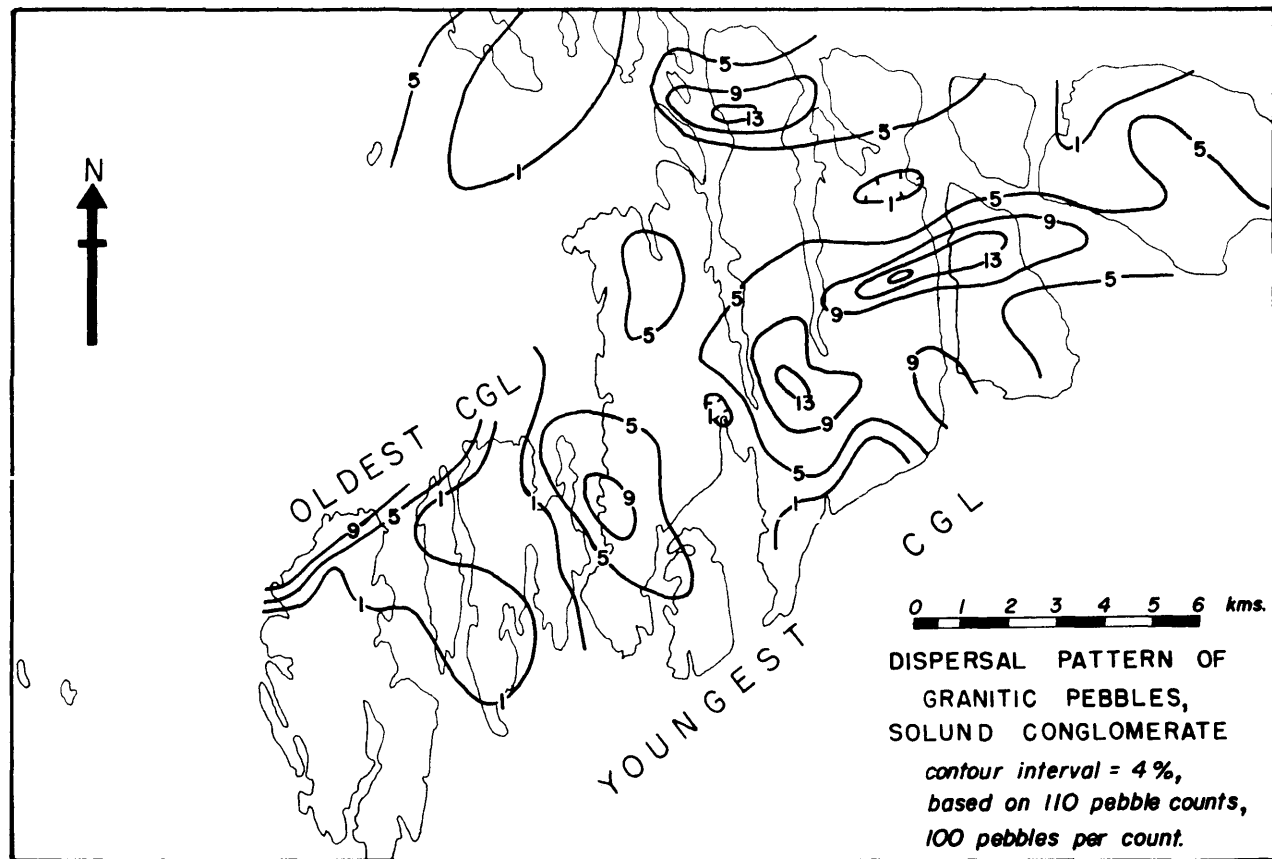 5
5
9
13
5
1
1
5
N
1
5
9
13
5
5
5
9
9
13
1
9
5
OLDEST CGL
5
9
1
1
5
9
5
1
1
1
CGL
YOUNGEST
0 1 2 3 4 5 6 kms.
DISPERSAL PATTERN OF
GRANITIC PEBBLES,
SOLUND CONGLOMERATE
contour interval = 4%,
based on 110 pebble counts,
100 pebbles per count.